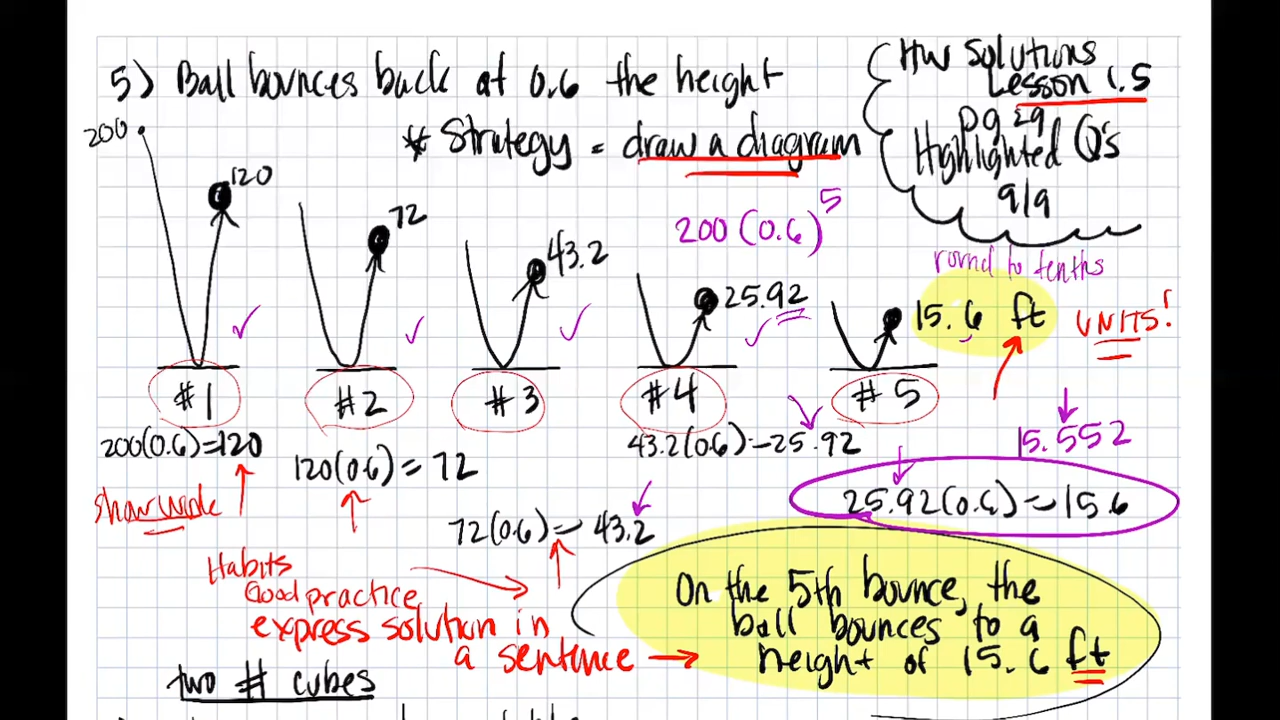 5) Ball bounces back at 0.6 the height
HW Solutions
Lesson 1.5
pg 29
Highlighted Q's
9/9
* Strategy = draw a diagram
200
120
72
43.2
200(0.6)^5
25.92
round to tenths
15.6 ft
UNITS!
#1
#2
#3
#4
#5
200(0.6)=120
120(0.6) = 72
72(0.6) = 43.2
43.2(0.6) = 25.92
15.552
25.92(0.6) = 15.6
show work
Habits
Good practice
express solution in
a sentence →
On the 5th bounce, the
ball bounces to a
height of 15.6 ft
two # cubes